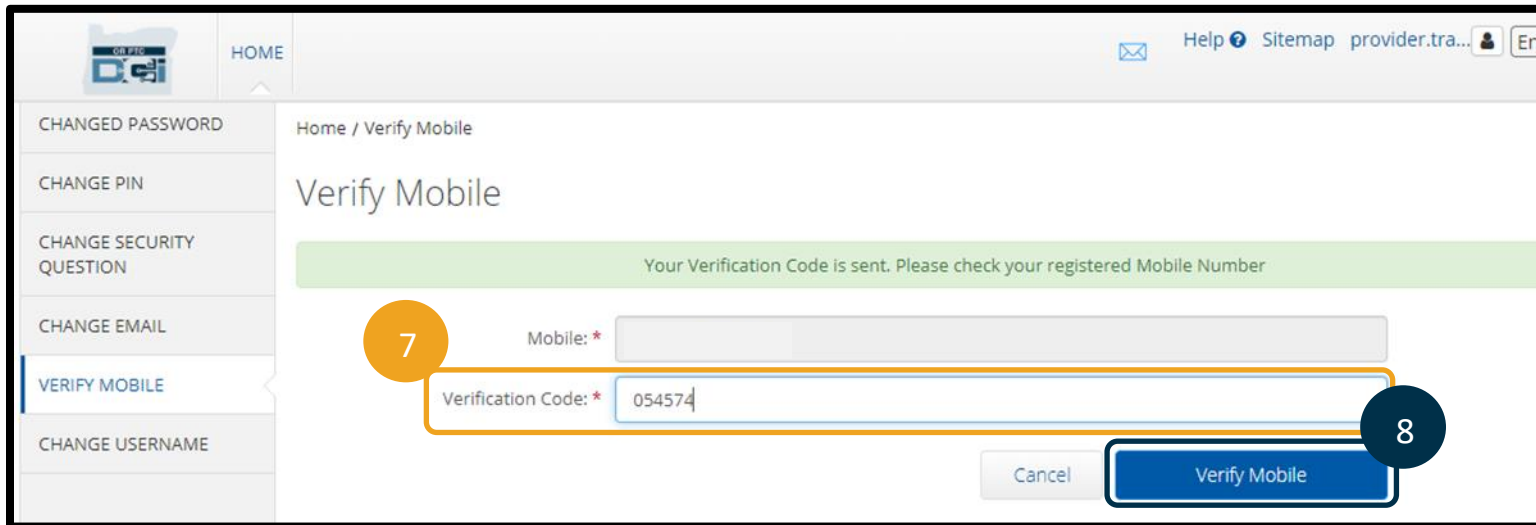 OR PTC
DCI
HOME
Help Sitemap provider.tra... En
CHANGED PASSWORD
CHANGE PIN
CHANGE SECURITY
QUESTION
CHANGE EMAIL
VERIFY MOBILE
CHANGE USERNAME
Home / Verify Mobile
Verify Mobile
Your Verification Code is sent. Please check your registered Mobile Number
7
Mobile: *
Verification Code: * 054574
8
Cancel Verify Mobile